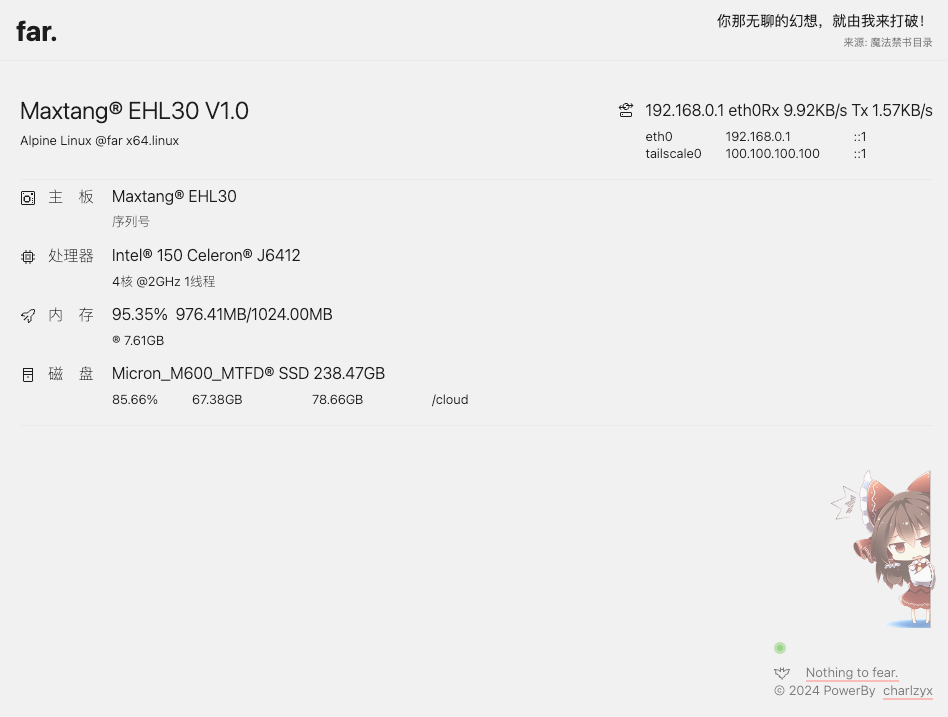 far.
你那无聊的幻想，就由我来打破！
来源: 魔法禁书目录
Maxtang® EHL30 V1.0
Alpine Linux @far x64.linux
192.168.0.1 eth0Rx 9.92KB/s Tx 1.57KB/s
eth0 192.168.0.1 ::1
tailscale0 100.100.100.100 ::1
主 板 Maxtang® EHL30
序列号
处理器 Intel® 150 Celeron® J6412
4核 @2GHz 1线程
内 存 95.35% 976.41MB/1024.00MB
® 7.61GB
磁 盘 Micron_M600_MTFD® SSD 238.47GB
85.66% 67.38GB 78.66GB /cloud
Nothing to fear.
© 2024 PowerBy charlzyx